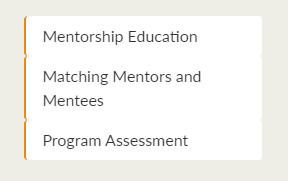 Mentorship Education
Matching Mentors and
Mentees
Program Assessment